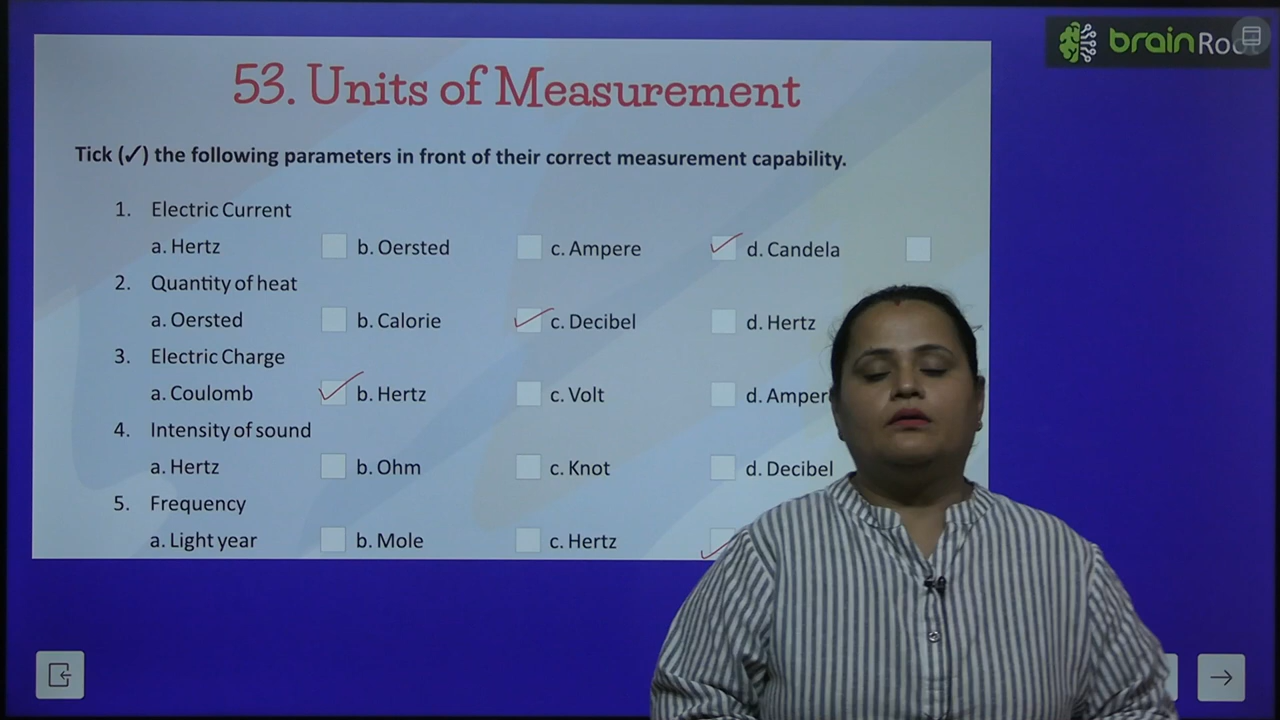 brain
53. Units of Measurement
Tick (✓) the following parameters in front of their correct measurement capability.
1. Electric Current
a. Hertz b. Oersted c. Ampere d. Candela
2. Quantity of heat
a. Oersted b. Calorie c. Decibel d. Hertz
3. Electric Charge
a. Coulomb b. Hertz c. Volt d.
4. Intensity of sound
a. Hertz b. Ohm c. Knot d. Decibel
5. Frequency
a. Light year b. Mole c. Hertz